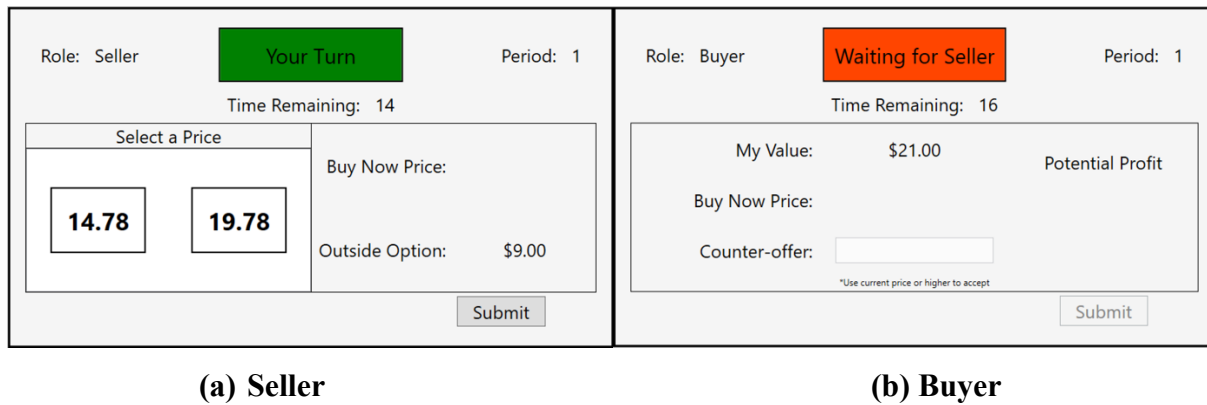 Role: Seller
Your Turn
Period: 1
Time Remaining: 14
Select a Price
14.78
19.78
Buy Now Price:
Outside Option: $9.00
Submit
Role: Buyer
Waiting for Seller
Period: 1
Time Remaining: 16
My Value: $21.00
Potential Profit
Buy Now Price:
Counter-offer:
*Use current price or higher to accept
Submit
(a) Seller
(b) Buyer